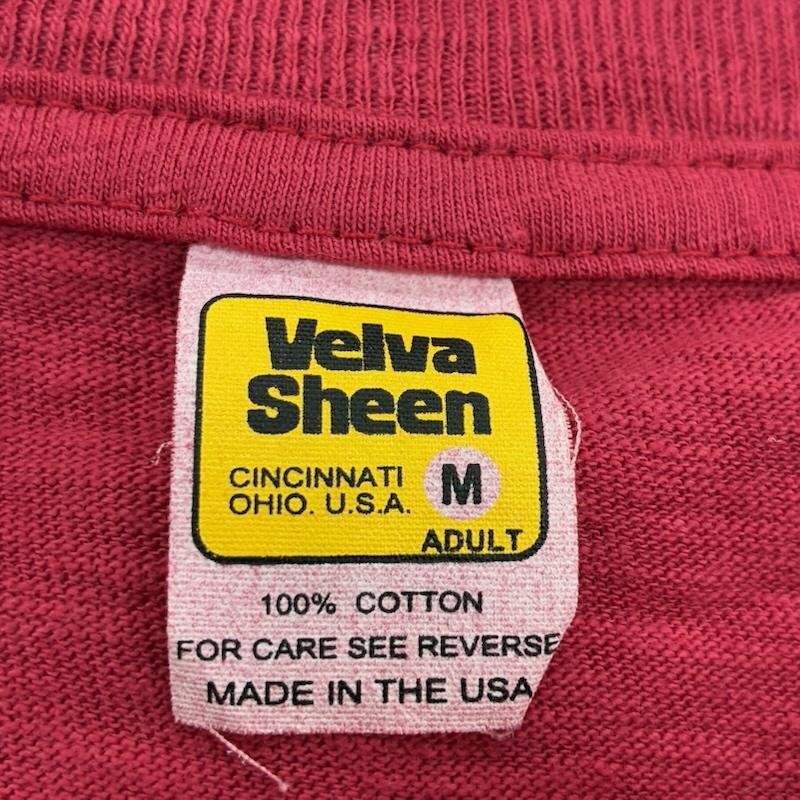 Velva
Sheen
CINCINNATI
OHIO. U.S.A.
M
ADULT
100% COTTON
FOR CARE SEE REVERSE
MADE IN THE USA